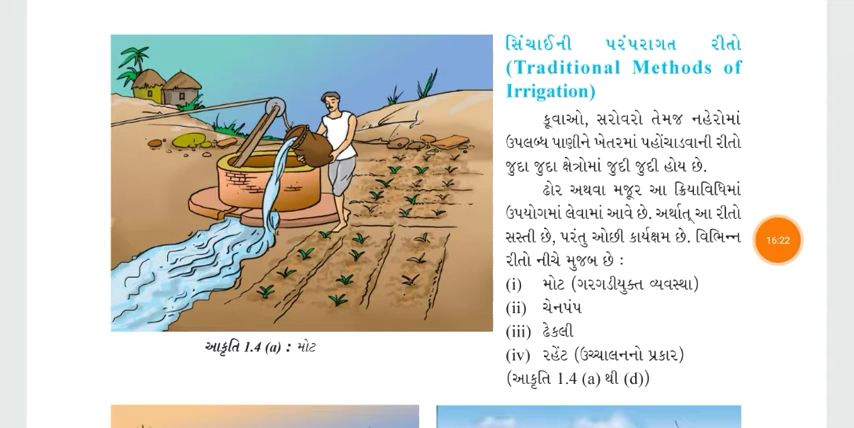 સિંચાઈની પરંપરાગત રીતો
(Traditional Methods of
Irrigation)
કૂવાઓ, સરોવરો તેમજ નહેરોમાં
ઉપલબ્ધ પાણીને ખેતરમાં પહોંચાડવાની રીતો
જુદા જુદા ક્ષેત્રોમાં જુદી જુદી હોય છે.
ઢોર અથવા મજૂર આ ક્રિયાવિધિમાં
ઉપયોગમાં લેવામાં આવે છે. અર્થાત્ આ રીતો
સસ્તી છે, પરંતુ ઓછી કાર્યક્ષમ છે. વિભિન્ન
રીતો નીચે મુજબ છે :
(i) મોટ (ગરગડીયુક્ત વ્યવસ્થા)
(ii) ચેનપંપ
(iii) ઢેકલી
(iv) રહેંટ (ઉચ્ચાલનનો પ્રકાર)
(આકૃતિ 1.4 (a) થી (d))
આકૃતિ 1.4 (a) : મોટ
16:22